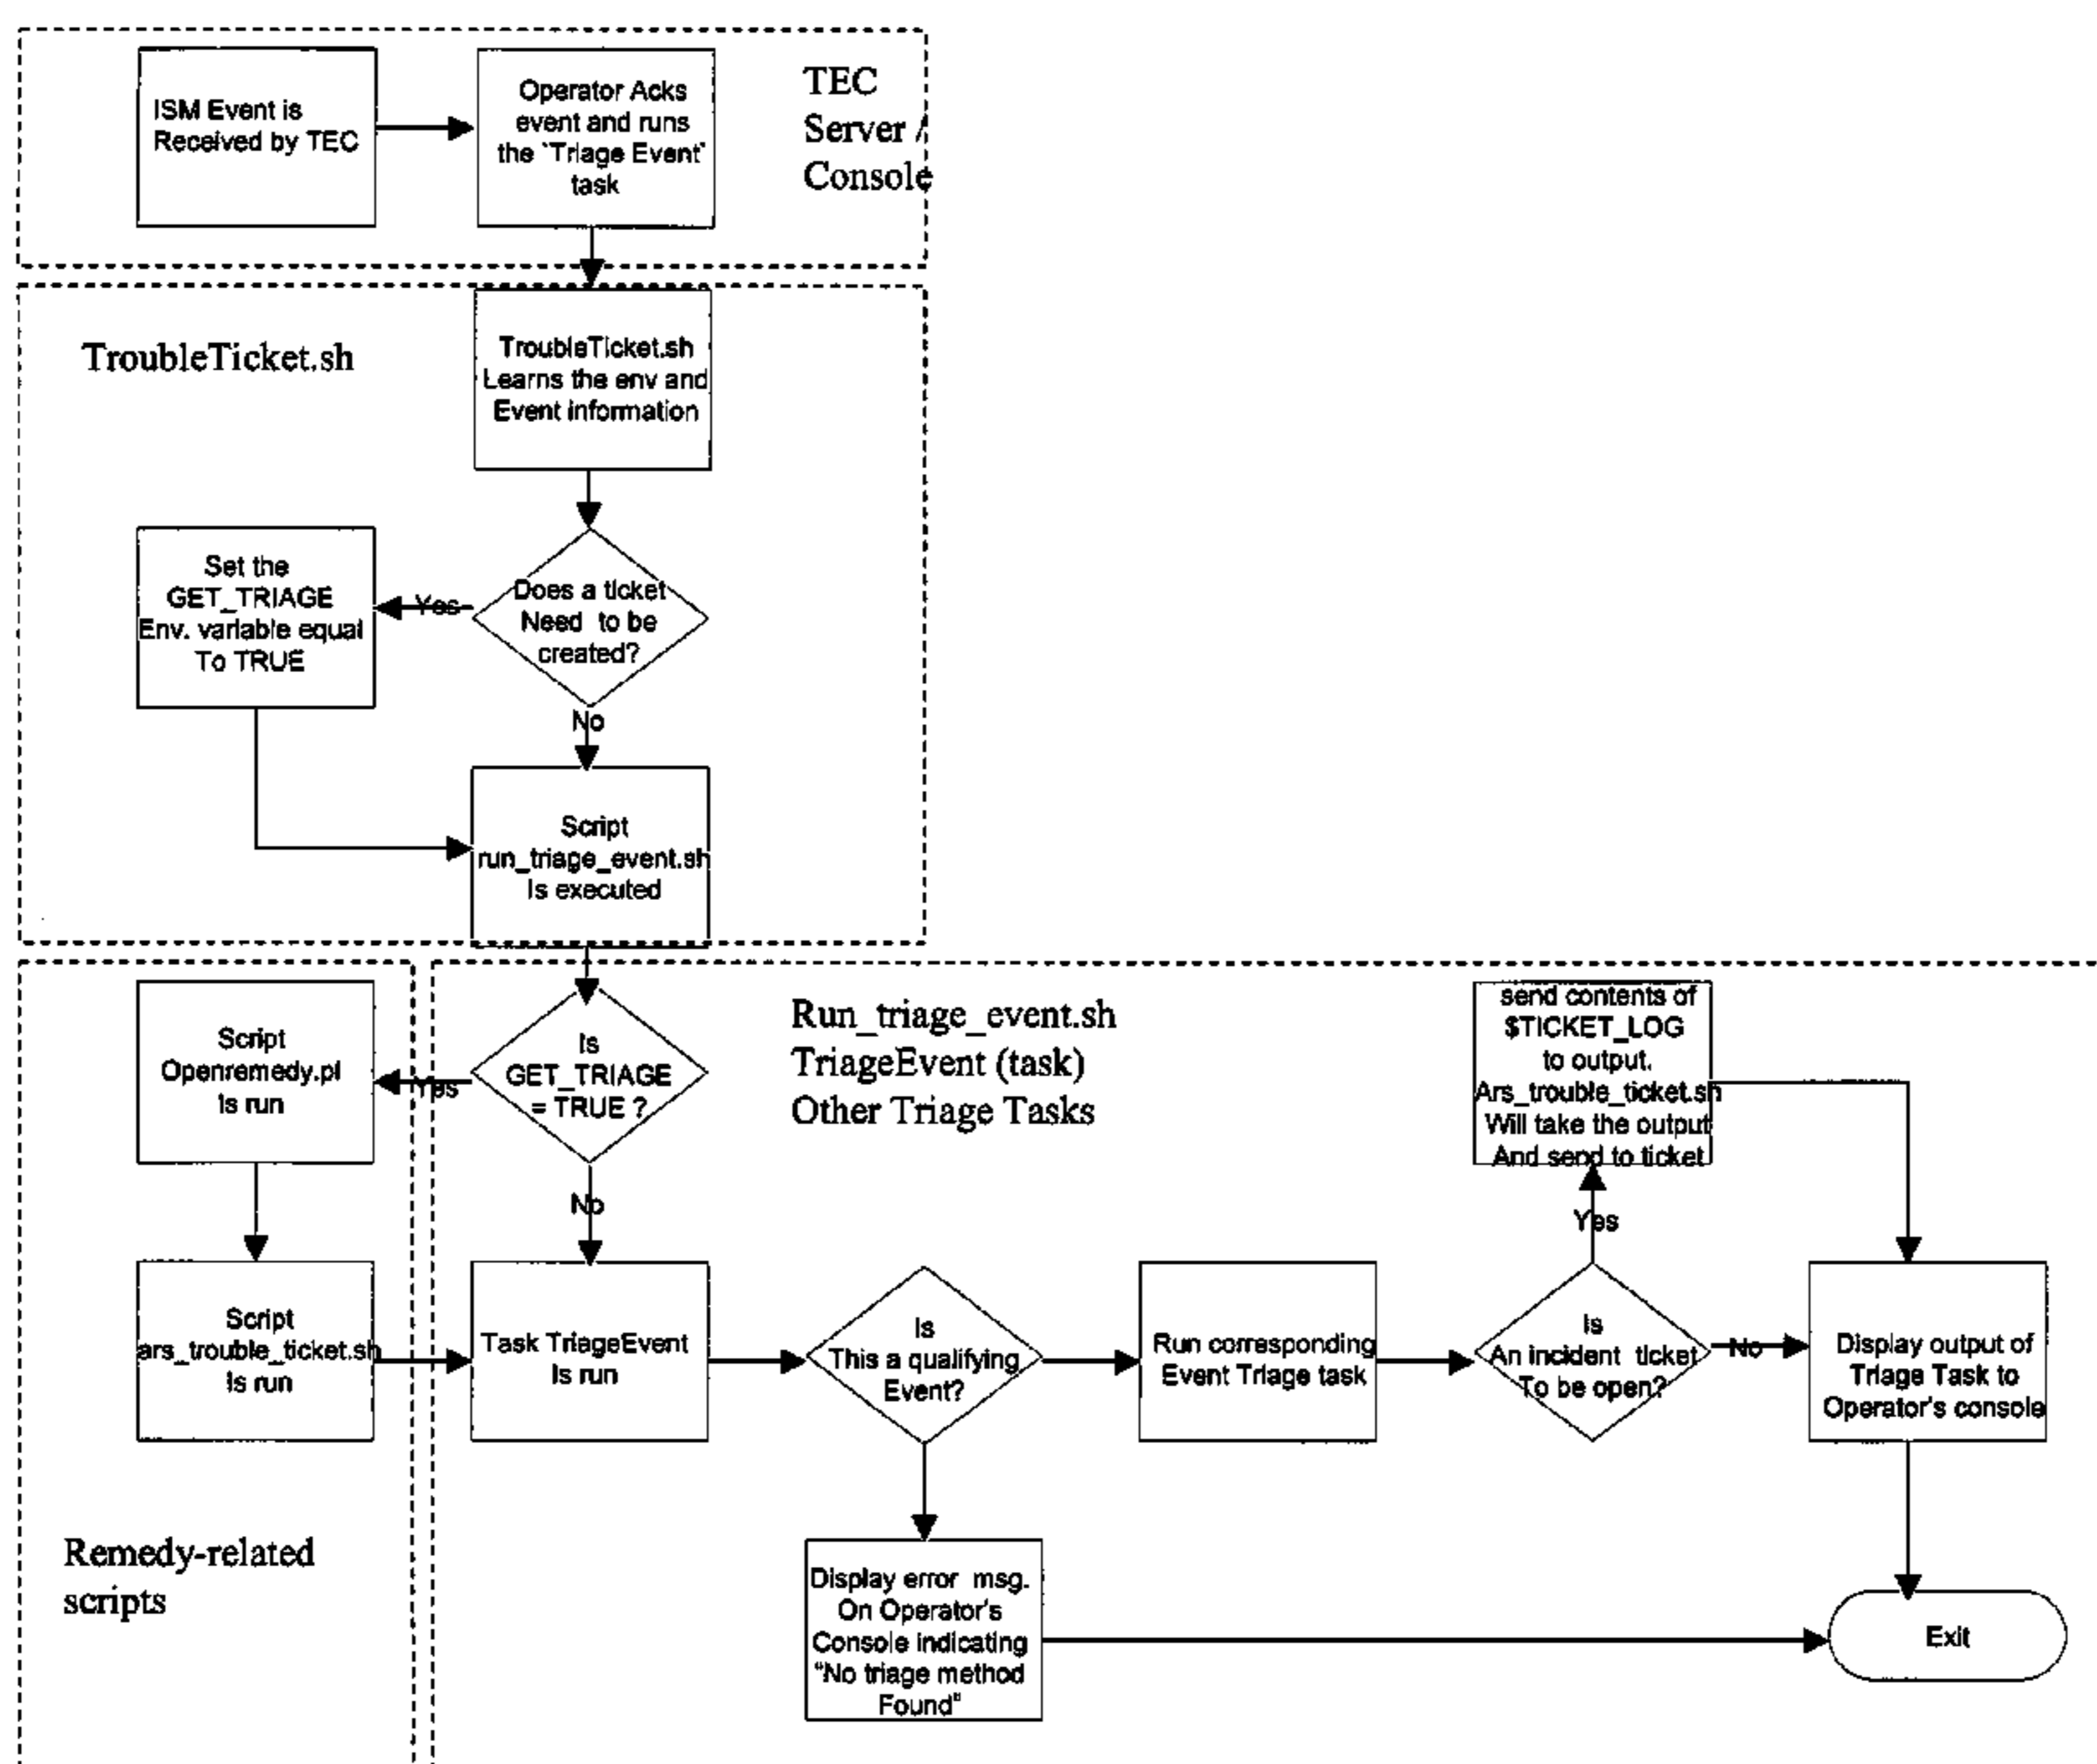 ISM Event is
Received by TEC
Operator Acks
event and runs
the `Triage Event'
task
TEC
Server /
Console
TroubleTicket.sh
TroubleTicket.sh
Learns the env and
Event information
Set the
GET_TRIAGE
Env. variable equal
To TRUE
Yes
Does a ticket
Need to be
created?
No
Script
run_triage_event.sh
Is executed
Script
Openremedy.pl
Is run
Yes
Is
GET_TRIAGE
= TRUE ?
No
Run_triage_event.sh
TriageEvent (task)
Other Triage Tasks
send contents of
$TICKET_LOG
to output.
Ars_trouble_ticket.sh
Will take the output
And send to ticket
Yes
Script
ars_trouble_ticket.sh
Is run
Task TriageEvent
Is run
Is
This a qualifying
Event?
Run corresponding
Event Triage task
Is
An incident ticket
To be open?
No
Display output of
Triage Task to
Operator's console
Remedy-related
scripts
Display error msg.
On Operator's
Console indicating
"No triage method
Found"
Exit